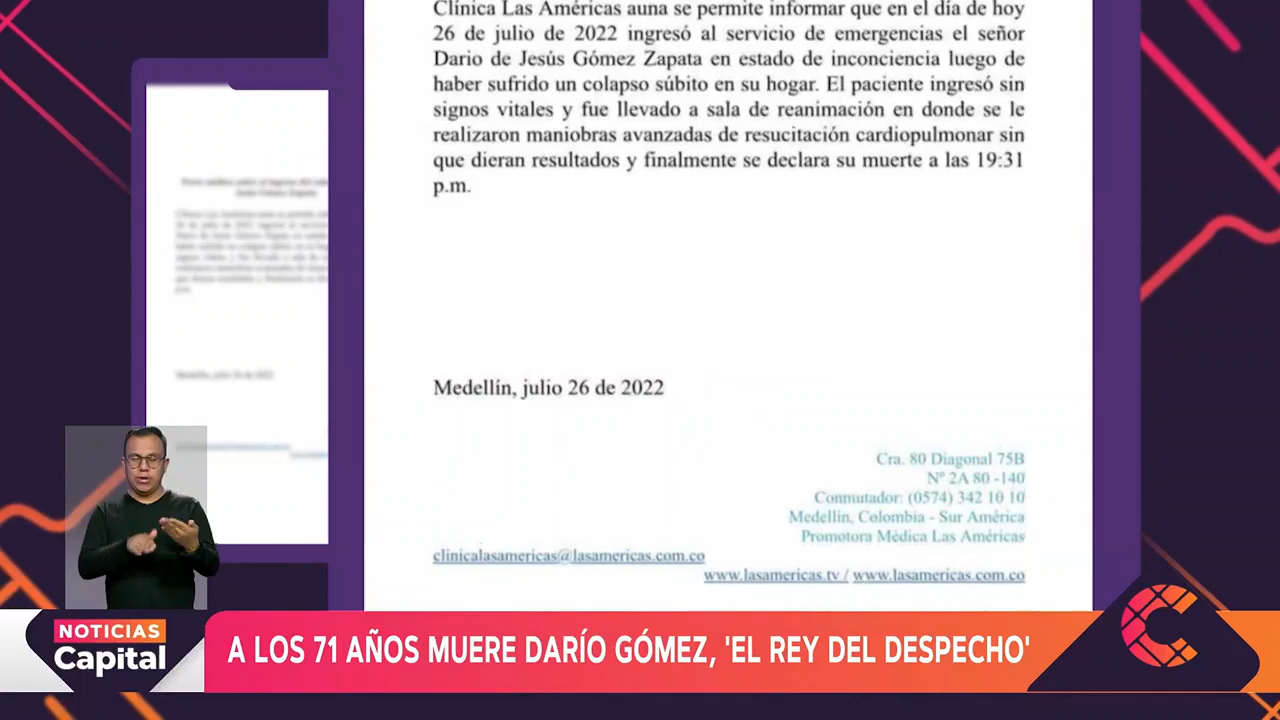 Clínica Las Américas auna se permite informar que en el día de hoy
26 de julio de 2022 ingresó al servicio de emergencias el señor
Dario de Jesús Gómez Zapata en estado de inconciencia luego de
haber sufrido un colapso súbito en su hogar. El paciente ingresó sin
signos vitales y fue llevado a sala de reanimación en donde se le
realizaron maniobras avanzadas de resucitación cardiopulmonar sin
que dieran resultados y finalmente se declara su muerte a las 19:31
p.m.
Medellín, julio 26 de 2022
Cra. 80 Diagonal 75B
Nº 2A 80 -140
Conmutador: (0574) 342 10 10
Medellín, Colombia - Sur América
Promotora Médica Las Américas
clinicalasamericas@lasamericas.com.co
www.lasamericas.tv / www.lasamericas.com.co
NOTICIAS
Capital
A LOS 71 AÑOS MUERE DARÍO GÓMEZ, 'EL REY DEL DESPECHO'